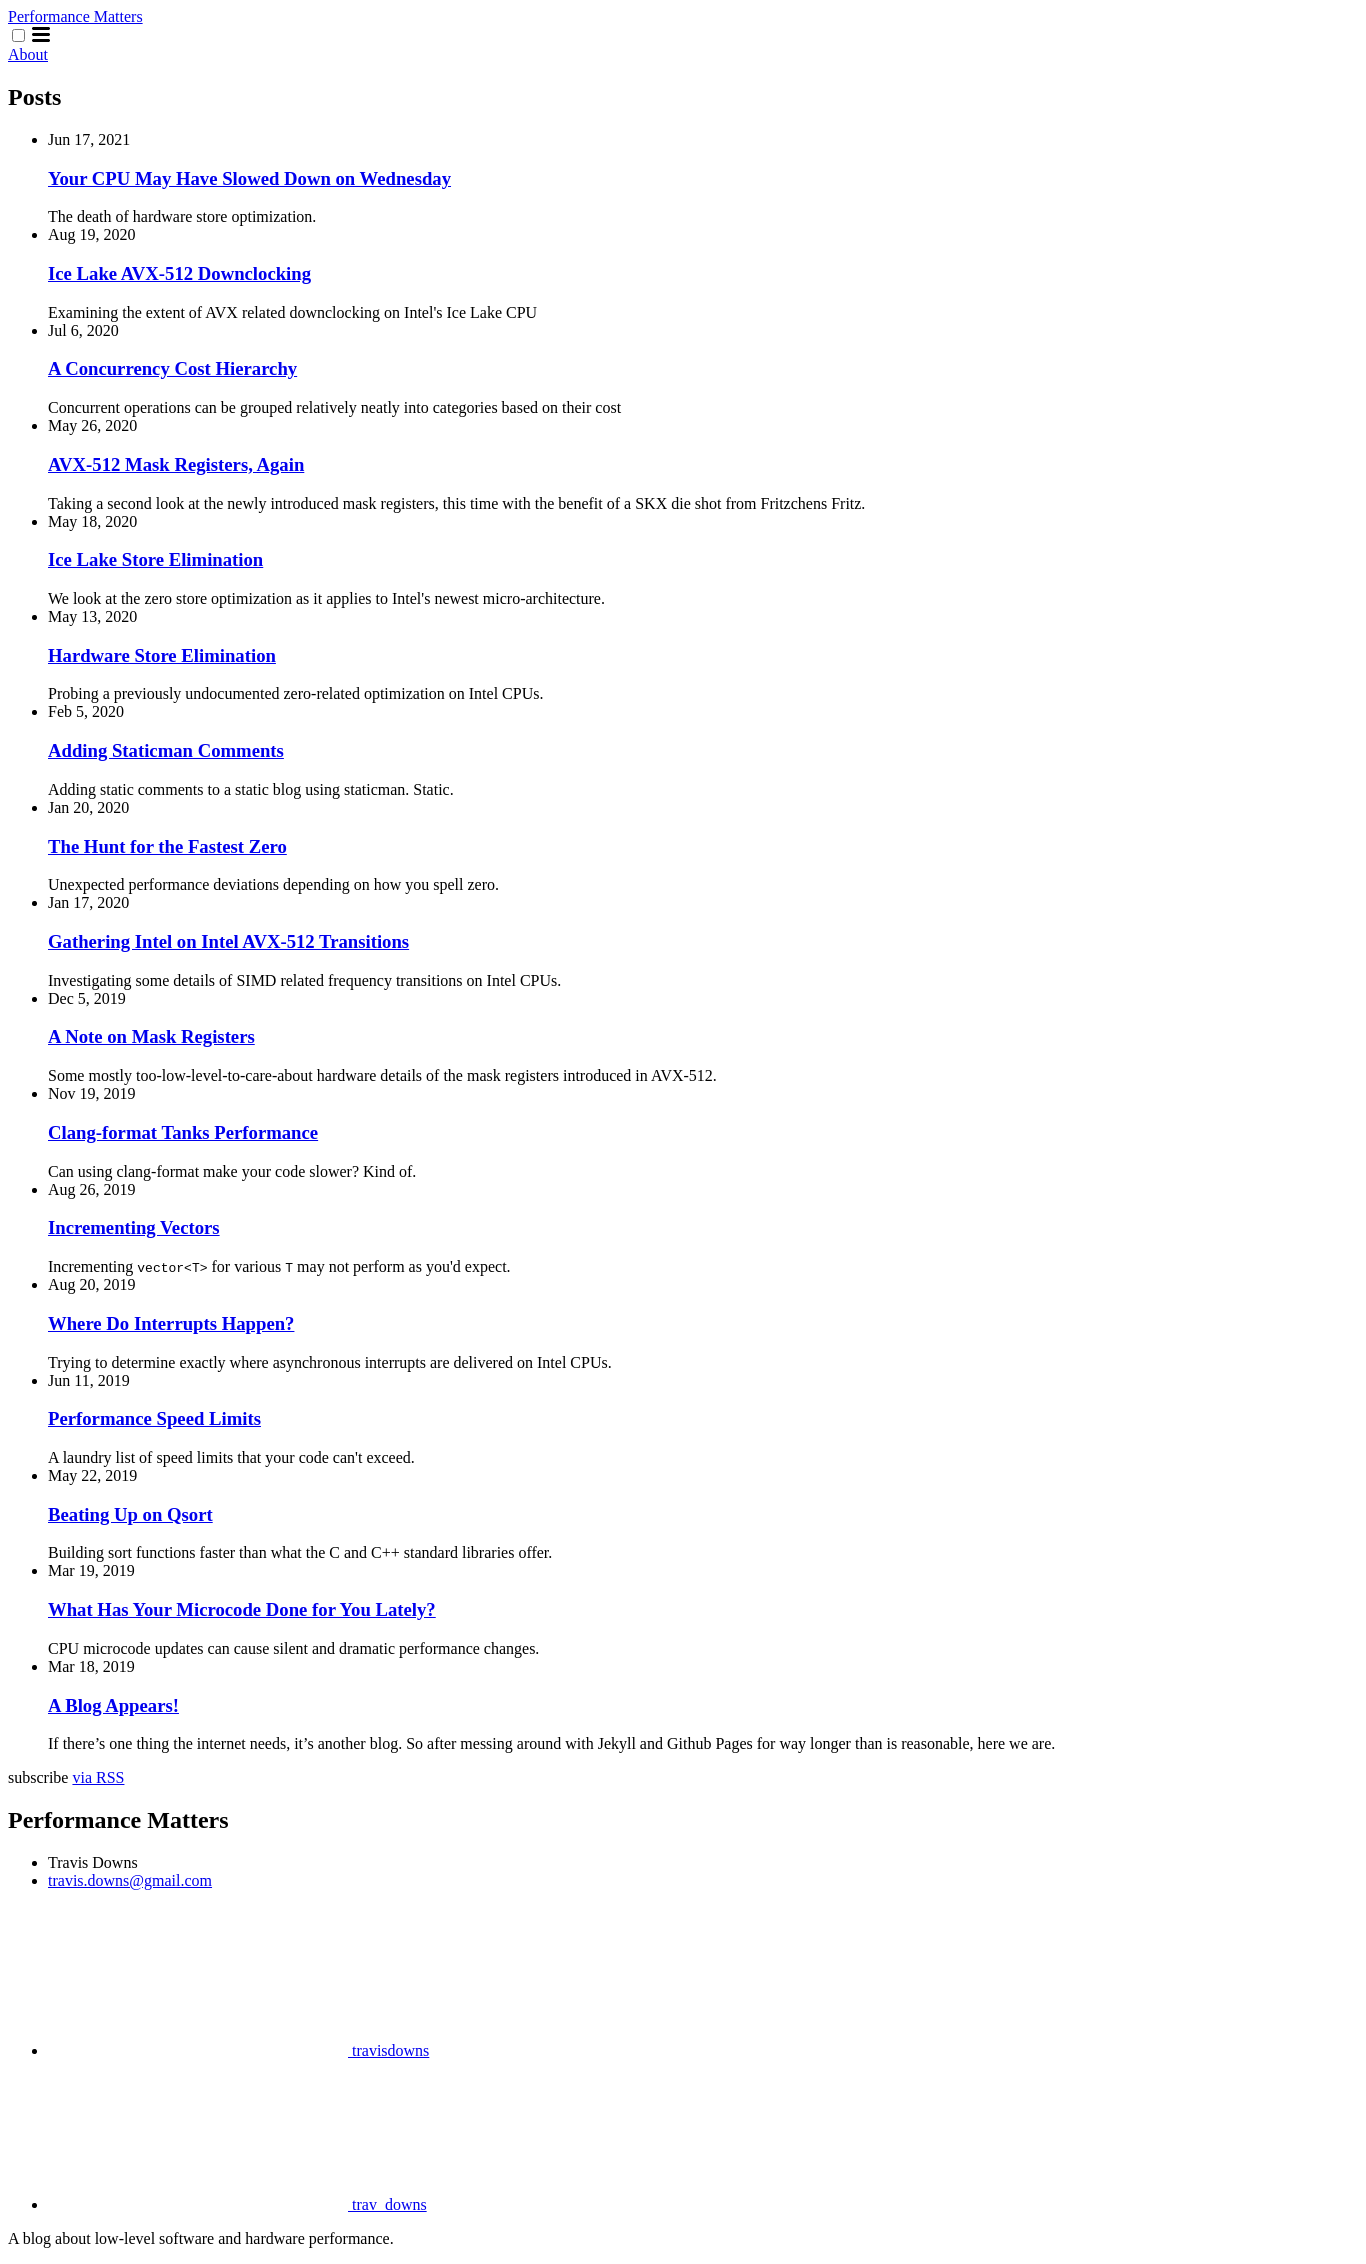 Performance Matters
About
Posts
Jun 17, 2021
Your CPU May Have Slowed Down on Wednesday
The death of hardware store optimization.
Aug 19, 2020
Ice Lake AVX-512 Downclocking
Examining the extent of AVX related downclocking on Intel's Ice Lake CPU
Jul 6, 2020
A Concurrency Cost Hierarchy
Concurrent operations can be grouped relatively neatly into categories based on their cost
May 26, 2020
AVX-512 Mask Registers, Again
Taking a second look at the newly introduced mask registers, this time with the benefit of a SKX die shot from Fritzchens Fritz.
May 18, 2020
Ice Lake Store Elimination
We look at the zero store optimization as it applies to Intel's newest micro-architecture.
May 13, 2020
Hardware Store Elimination
Probing a previously undocumented zero-related optimization on Intel CPUs.
Feb 5, 2020
Adding Staticman Comments
Adding static comments to a static blog using staticman. Static.
Jan 20, 2020
The Hunt for the Fastest Zero
Unexpected performance deviations depending on how you spell zero.
Jan 17, 2020
Gathering Intel on Intel AVX-512 Transitions
Investigating some details of SIMD related frequency transitions on Intel CPUs.
Dec 5, 2019
A Note on Mask Registers
Some mostly too-low-level-to-care-about hardware details of the mask registers introduced in AVX-512.
Nov 19, 2019
Clang-format Tanks Performance
Can using clang-format make your code slower? Kind of.
Aug 26, 2019
Incrementing Vectors
Incrementing vector<T> for various T may not perform as you'd expect.
Aug 20, 2019
Where Do Interrupts Happen?
Trying to determine exactly where asynchronous interrupts are delivered on Intel CPUs.
Jun 11, 2019
Performance Speed Limits
A laundry list of speed limits that your code can't exceed.
May 22, 2019
Beating Up on Qsort
Building sort functions faster than what the C and C++ standard libraries offer.
Mar 19, 2019
What Has Your Microcode Done for You Lately?
CPU microcode updates can cause silent and dramatic performance changes.
Mar 18, 2019
A Blog Appears!
If there’s one thing the internet needs, it’s another blog. So after messing around with Jekyll and Github Pages for way longer than is reasonable, here we are.
subscribe via RSS
Performance Matters
Travis Downs
travis.downs@gmail.com
travisdowns
trav_downs
A blog about low-level software and hardware performance.